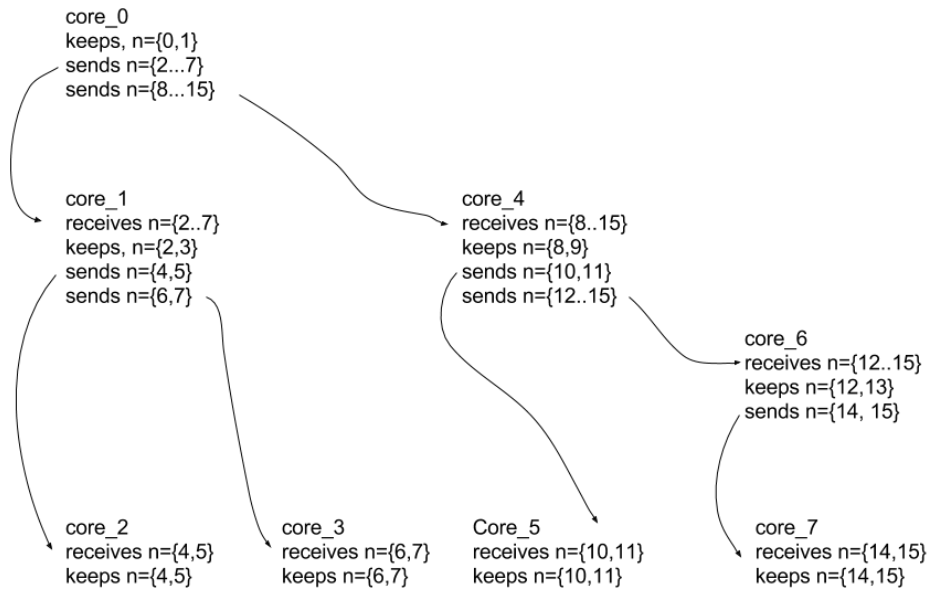 core_0
keeps, n={0,1}
sends n={2...7}
sends n={8...15}
core_1
receives n={2..7}
keeps, n={2,3}
sends n={4,5}
sends n={6,7}
core_4
receives n={8..15}
keeps n={8,9}
sends n={10,11}
sends n={12..15}
core_6
receives n={12..15}
keeps n={12,13}
sends n={14, 15}
core_2
receives n={4,5}
keeps n={4,5}
core_3
receives n={6,7}
keeps n={6,7}
Core_5
receives n={10,11}
keeps n={10,11}
core_7
receives n={14,15}
keeps n={14,15}